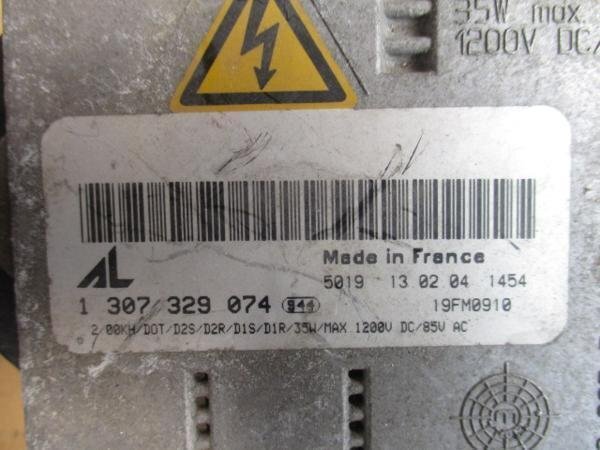 35W max.
1200V DC/
AL
Made in France
5019 13 02 04 1454
1 307 329 074 944 19FM0910
2/00KH/DOT/D2S/D2R/D1S/D1R/35W/MAX 1200V DC/85V AC